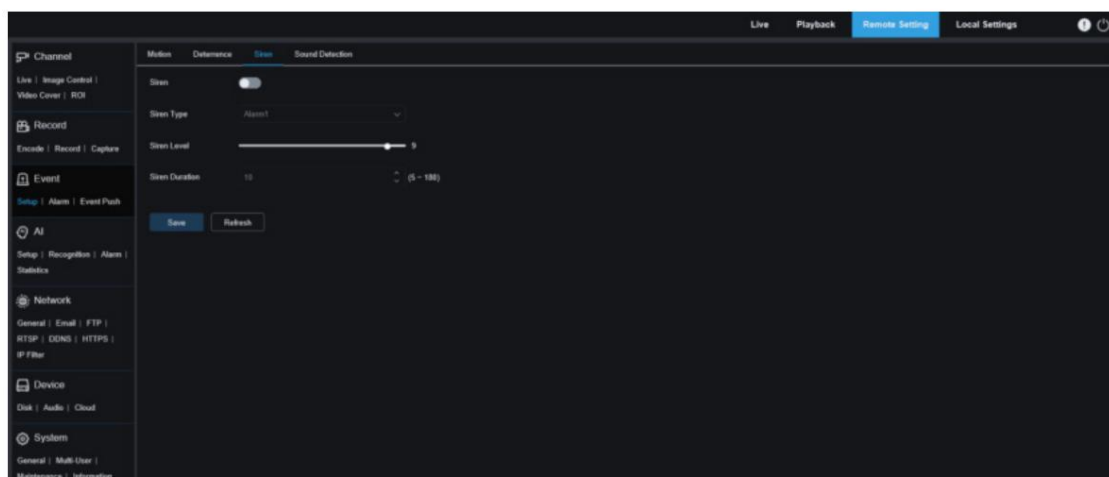 Live Playback Remote Setting Local Settings
Channel
Live | Image Control |
Video Cover | ROI
Record
Encode | Record | Capture
Event
Setup | Alarm | Event Push
AI
Setup | Recognition | Alarm |
Statistics
Network
General | Email | FTP |
RTSP | DDNS | HTTPS |
IP Filter
Device
Disk | Audio | Cloud
System
General | Multi-User |
Maintenance | Information
Motion Deterrence Siren Sound Detection
Siren
Siren Type Alarm1
Siren Level 9
Siren Duration 10 (5 ~ 180)
Save Refresh